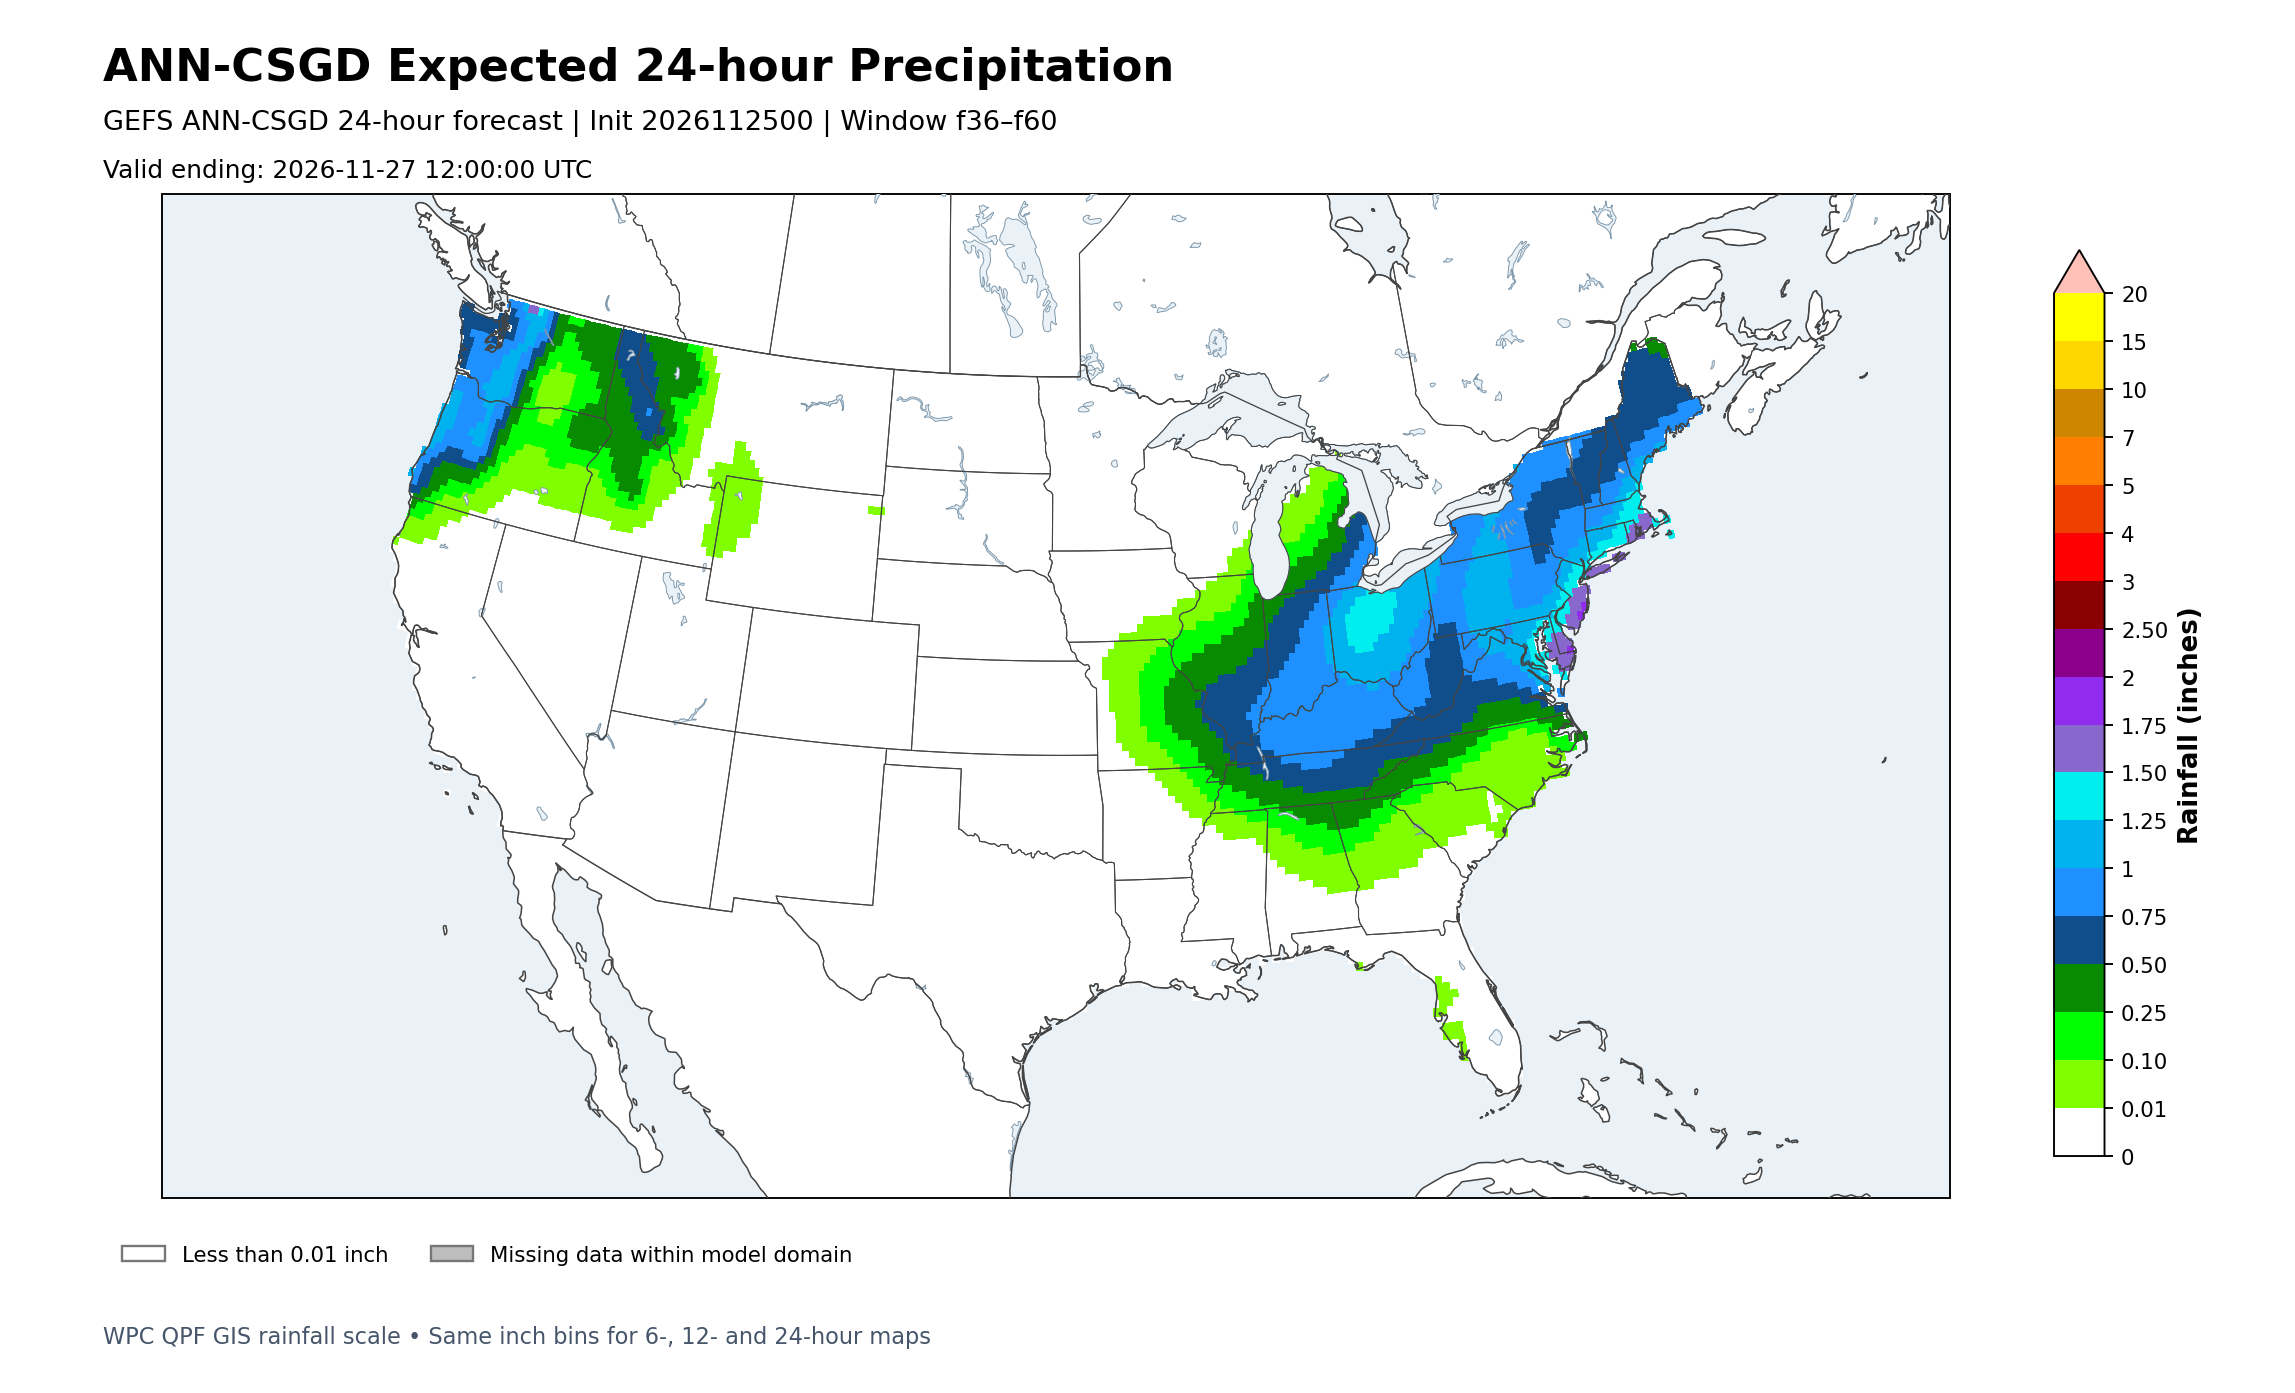 ANN-CSGD Expected 24-hour Precipitation
GEFS ANN-CSGD 24-hour forecast | Init 2026112500 | Window f36–f60
Valid ending: 2026-11-27 12:00:00 UTC
20
15
10
7
5
4
3
2.50
2
1.75
1.50
1.25
1
0.75
0.50
0.25
0.10
0.01
0
Rainfall (inches)
Less than 0.01 inch
Missing data within model domain
WPC QPF GIS rainfall scale • Same inch bins for 6-, 12- and 24-hour maps